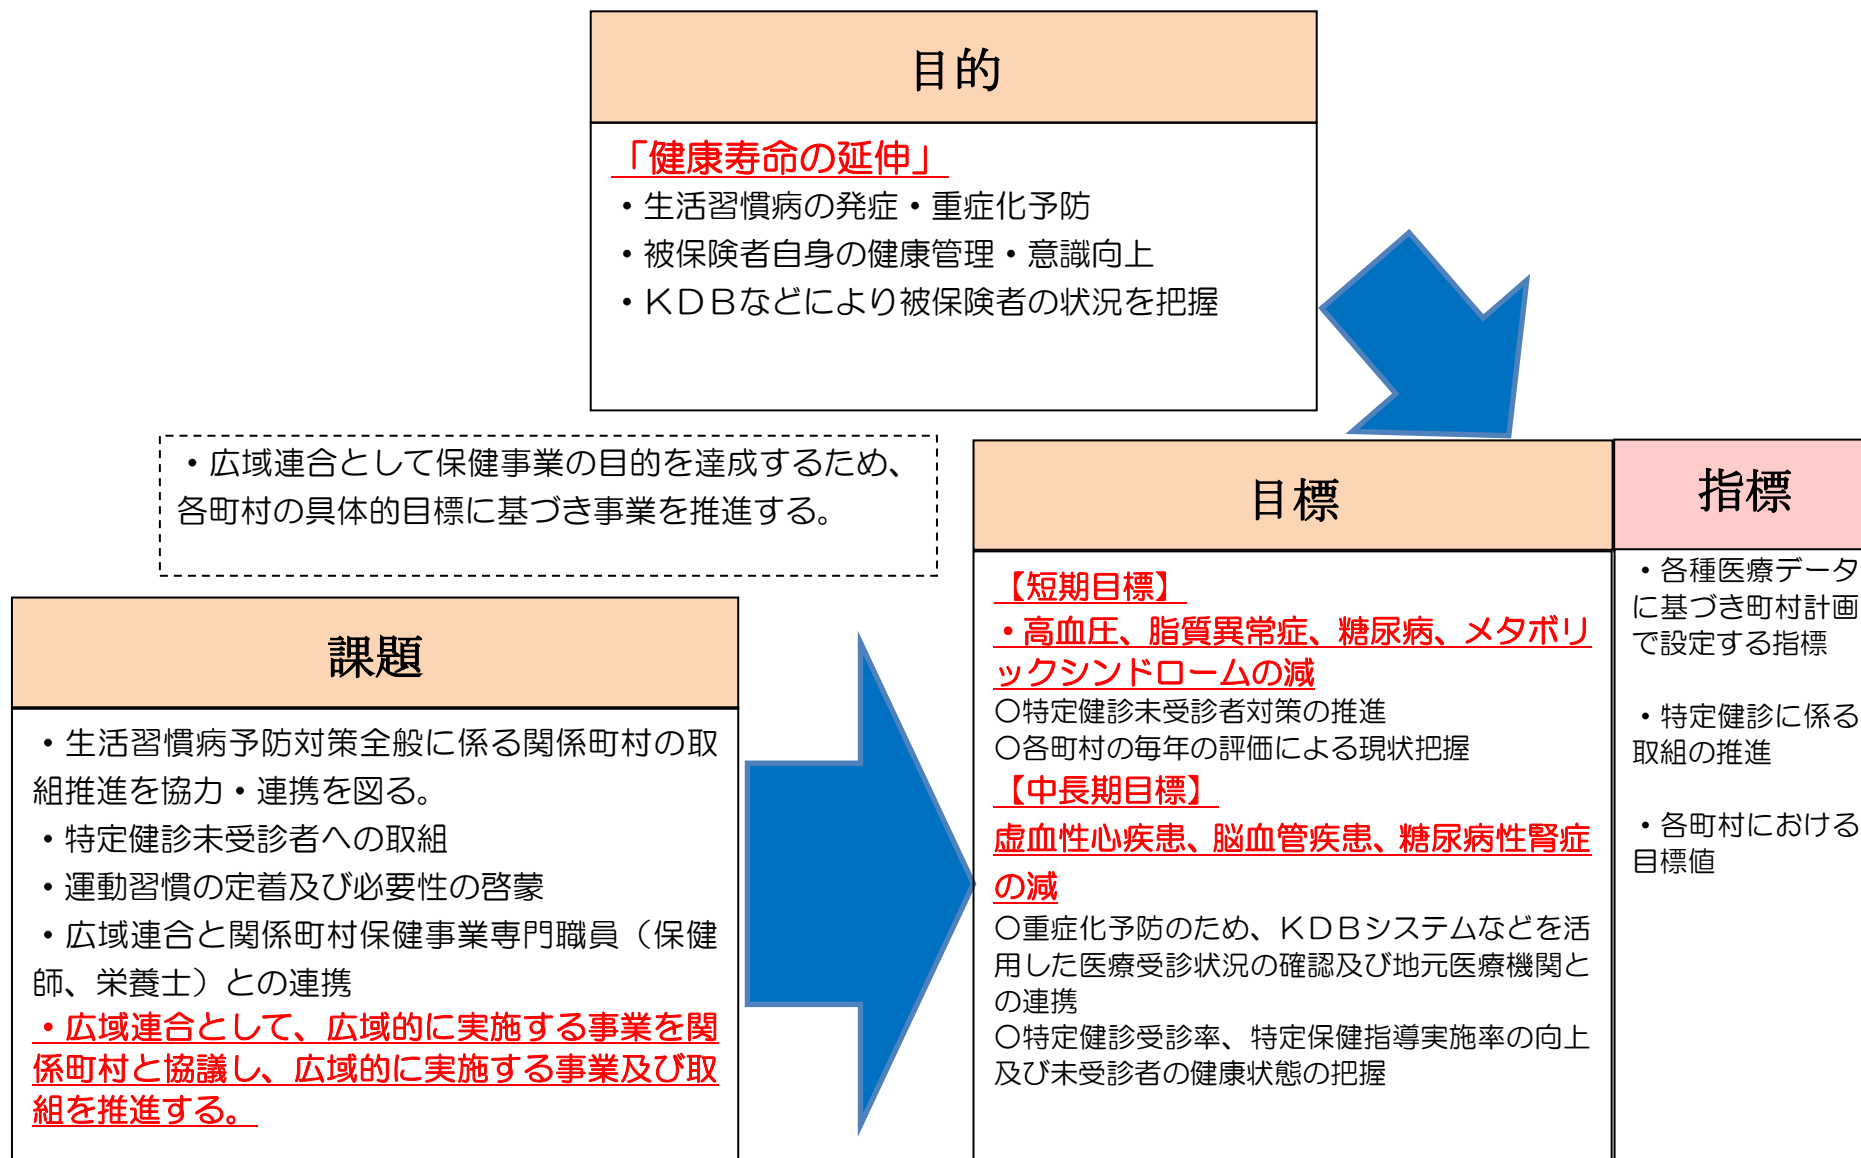 目的
「健康寿命の延伸」
・生活習慣病の発症・重症化予防
・被保険者自身の健康管理・意識向上
・ＫＤＢなどにより被保険者の状況を把握
・広域連合として保健事業の目的を達成するため、
各町村の具体的目標に基づき事業を推進する。
課題
・生活習慣病予防対策全般に係る関係町村の取
組推進を協力・連携を図る。
・特定健診未受診者への取組
・運動習慣の定着及び必要性の啓蒙
・広域連合と関係町村保健事業専門職員（保健
師、栄養士）との連携
・広域連合として、広域的に実施する事業を関
係町村と協議し、広域的に実施する事業及び取
組を推進する。
目標
【短期目標】
・高血圧、脂質異常症、糖尿病、メタボリ
ックシンドロームの減
〇特定健診未受診者対策の推進
〇各町村の毎年の評価による現状把握
【中長期目標】
虚血性心疾患、脳血管疾患、糖尿病性腎症
の減
〇重症化予防のため、ＫＤＢシステムなどを活
用した医療受診状況の確認及び地元医療機関と
の連携
〇特定健診受診率、特定保健指導実施率の向上
及び未受診者の健康状態の把握
指標
・各種医療データ
に基づき町村計画
で設定する指標
・特定健診に係る
取組の推進
・各町村における
目標値